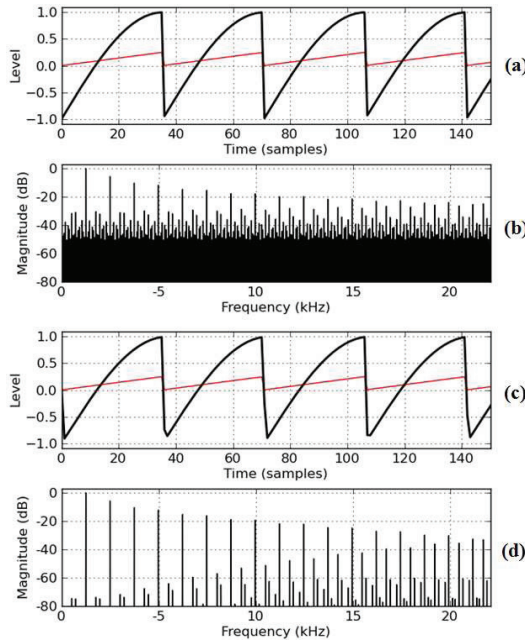 1.0
0.5
0.0
−0.5
−1.0
Level
0 20 40 60 80 100 120 140
Time (samples)
(a)
0
−20
−40
−60
−80
Magnitude (dB)
0 -5 10 15 20
Frequency (kHz)
(b)
1.0
0.5
0.0
−0.5
−1.0
Level
0 20 40 60 80 100 120 140
Time (samples)
(c)
0
−20
−40
−60
−80
Magnitude (dB)
0 -5 10 15 20
Frequency (kHz)
(d)